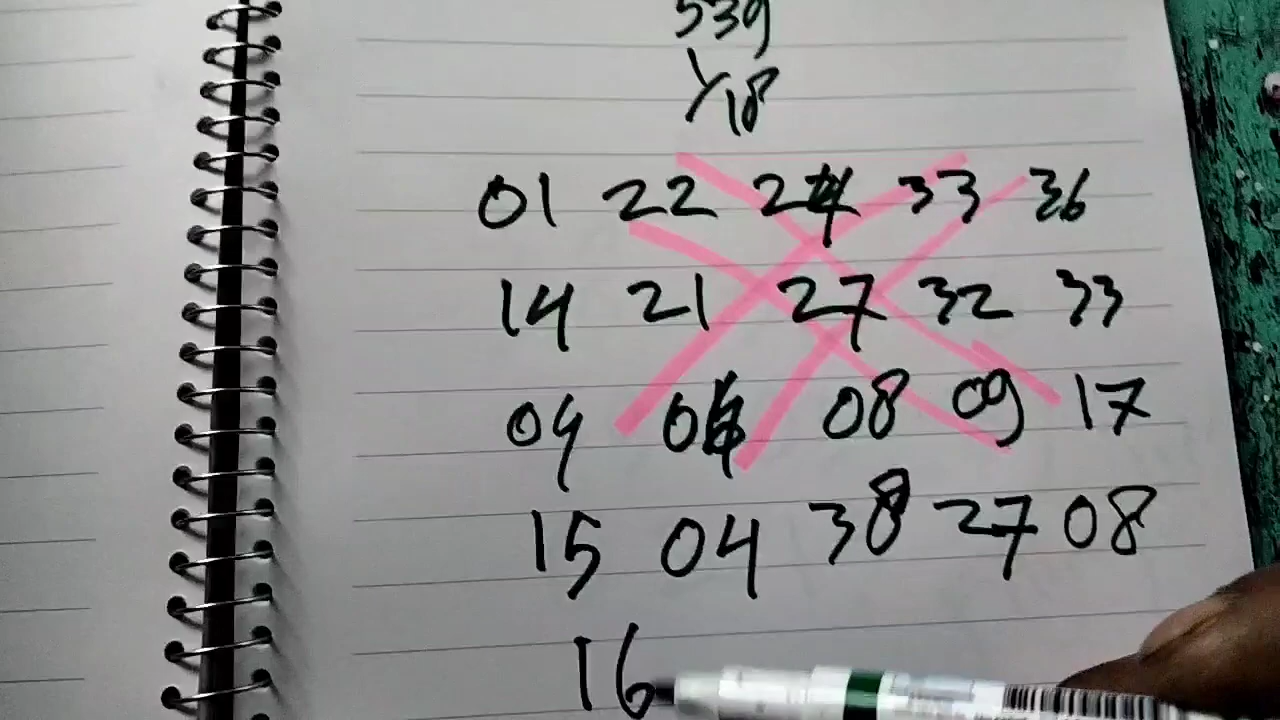 539
1/18
01 22 24 33 36
14 21 27 32 33
04 08 09 17
15 04 38 27 08
16